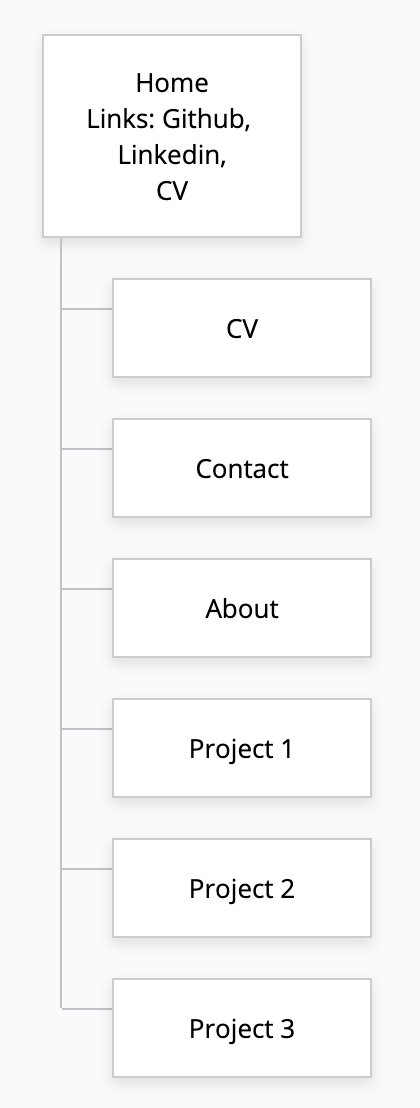 Home
Links: Github,
Linkedin,
CV
CV
Contact
About
Project 1
Project 2
Project 3